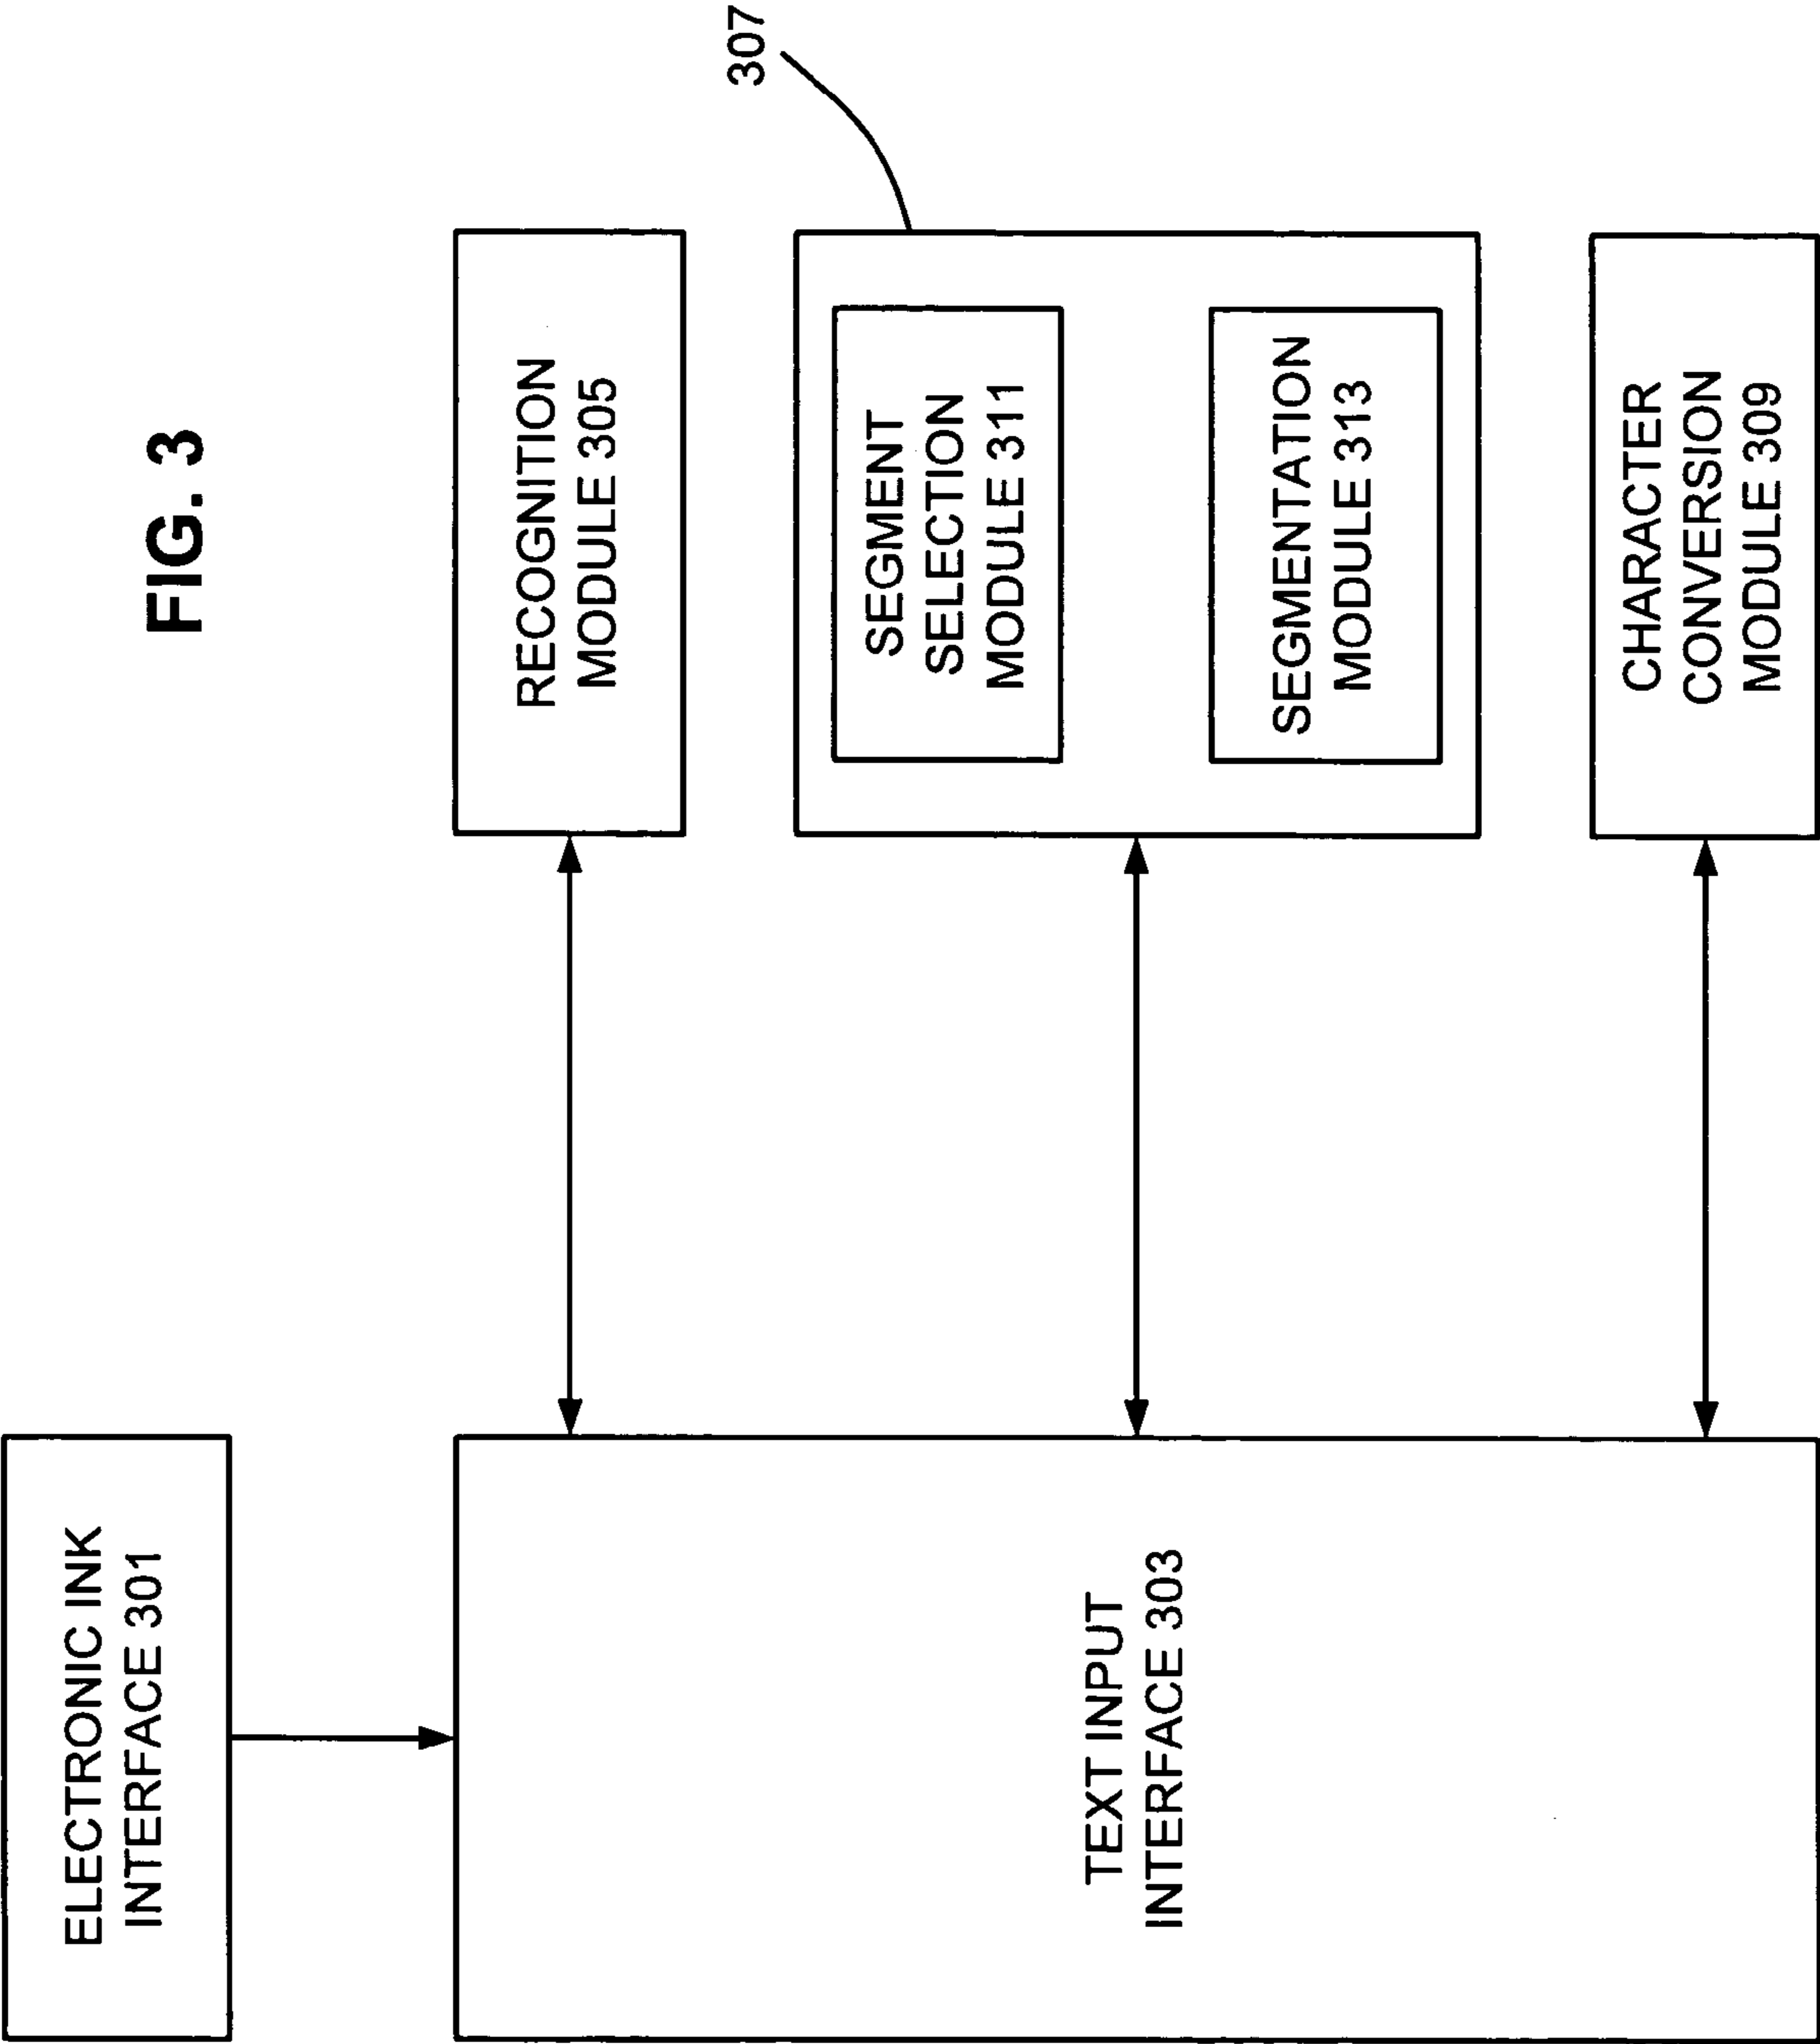 FIG. 3
ELECTRONIC INK
INTERFACE 301
TEXT INPUT
INTERFACE 303
RECOGNITION
MODULE 305
307
SEGMENT
SELECTION
MODULE 311
SEGMENTATION
MODULE 313
CHARACTER
CONVERSION
MODULE 309